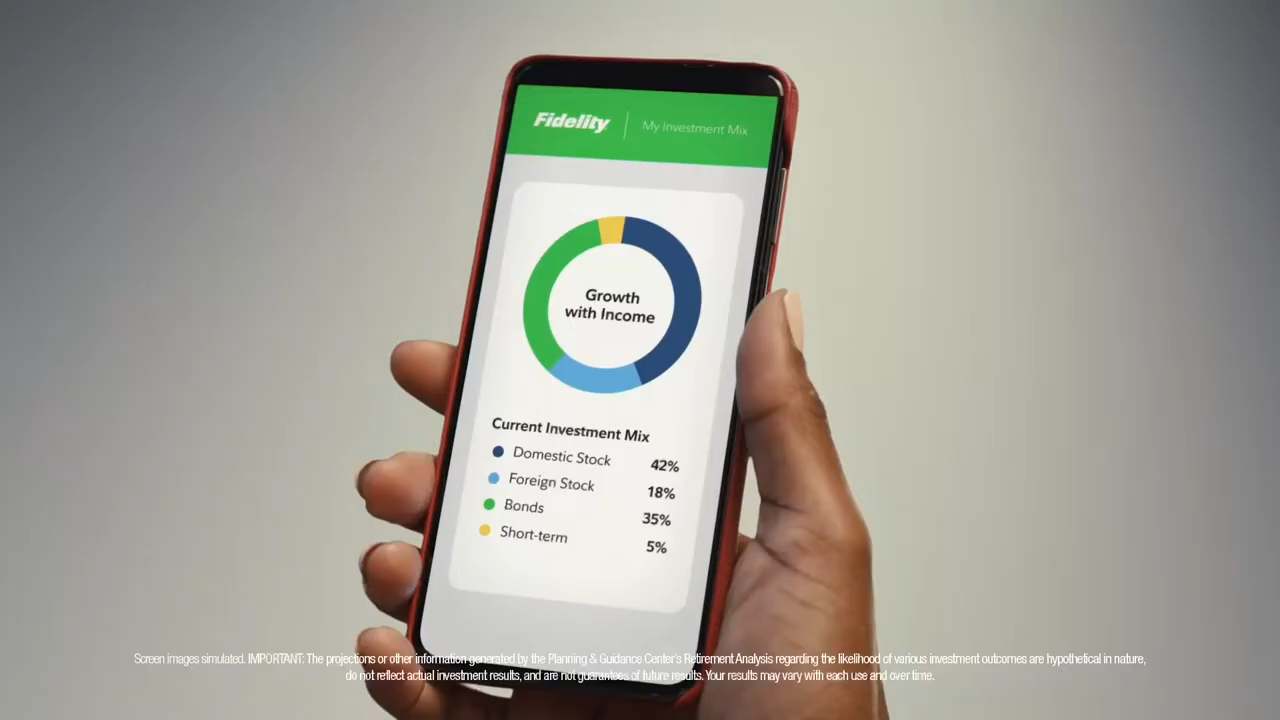 Fidelity | My Investment Mix
Growth
with Income
Current Investment Mix
Domestic Stock 42%
Foreign Stock 18%
Bonds 35%
Short-term 5%
Screen images simulated. IMPORTANT: The projections or other information generated by the Planning & Guidance Center's Retirement Analysis regarding the likelihood of various investment outcomes are hypothetical in nature,
do not reflect actual investment results, and are not guarantees of future results. Your results may vary with each use and over time.